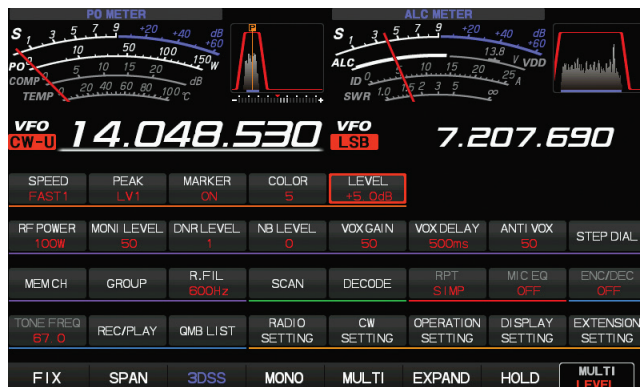 PO METER ALC METER
S 1 3 5 7 9 +20 +40 +60 dB
PO 0 10 50 100 150 W
COMP 0 5 10 15 20 dB
TEMP 20 40 60 80 100 °C
S 1 3 5 7 9 +20 +40 +60 dB
ALC 13.8 V VDD
ID 0 5 10 15 20 25 A
SWR 1.0 1.5 2 3 5 ∞
P
VFO 14.048.530 VFO 7.207.690
CW-U LSB
SPEED PEAK MARKER COLOR LEVEL
FAST1 LV1 ON 5 +5.0dB
RF POWER MONI LEVEL DNR LEVEL NB LEVEL VOX GAIN VOX DELAY ANTI VOX STEP DIAL
100W 50 1 0 50 500ms 50
MEM CH GROUP R.FIL SCAN DECODE RPT MIC EQ ENC/DEC
600Hz SIMP OFF OFF
TONE FREQ REC/PLAY QMB LIST RADIO CW OPERATION DISPLAY EXTENSION
67.0 SETTING SETTING SETTING SETTING SETTING
FIX SPAN 3DSS MONO MULTI EXPAND HOLD MULTI
LEVEL